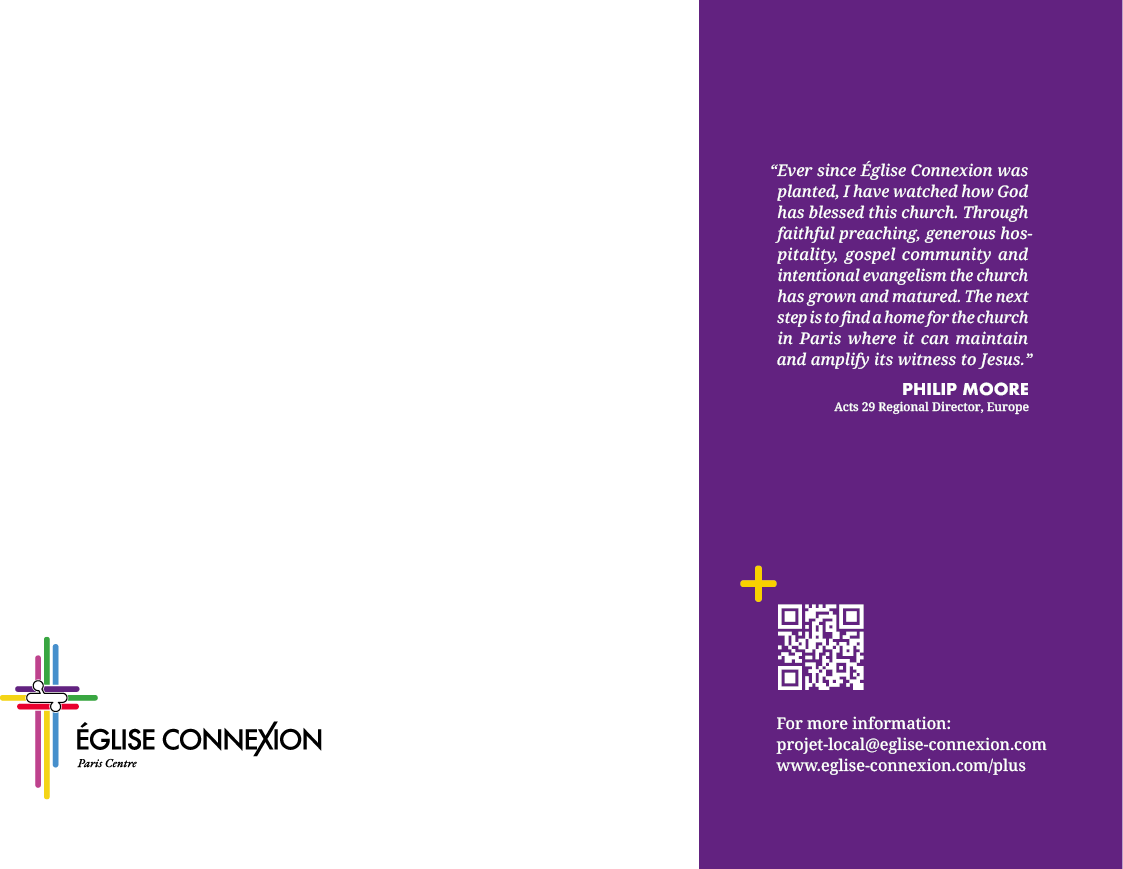 “Ever since Église Connexion was
planted, I have watched how God
has blessed this church. Through
faithful preaching, generous hos-
pitality, gospel community and
intentional evangelism the church
has grown and matured. The next
step is to find a home for the church
in Paris where it can maintain
and amplify its witness to Jesus.”
PHILIP MOORE
Acts 29 Regional Director, Europe
For more information:
projet-local@eglise-connexion.com
www.eglise-connexion.com/plus
ÉGLISE CONNEXION
Paris Centre